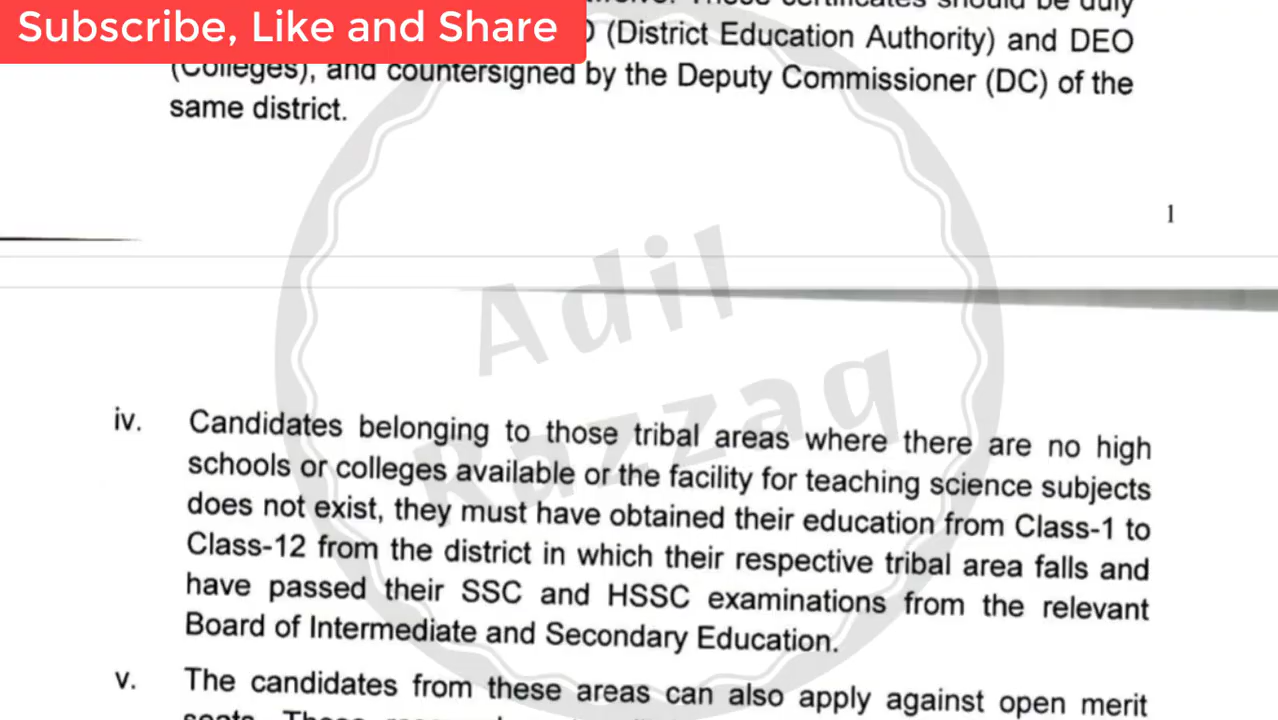 Subscribe, Like and Share
certificates should be duly
(District Education Authority) and DEO
(Colleges), and countersigned by the Deputy Commissioner (DC) of the
same district.
1
Adil
Razzaq
iv. Candidates belonging to those tribal areas where there are no high
schools or colleges available or the facility for teaching science subjects
does not exist, they must have obtained their education from Class-1 to
Class-12 from the district in which their respective tribal area falls and
have passed their SSC and HSSC examinations from the relevant
Board of Intermediate and Secondary Education.
v. The candidates from these areas can also apply against open merit